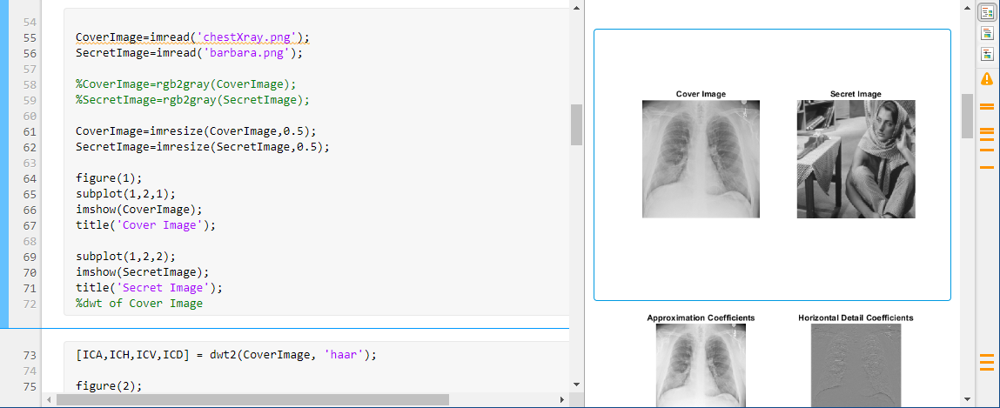 54
55 CoverImage=imread('chestXray.png');
56 SecretImage=imread('barbara.png');
57
58 %CoverImage=rgb2gray(CoverImage);
59 %SecretImage=rgb2gray(SecretImage);
60
61 CoverImage=imresize(CoverImage,0.5);
62 SecretImage=imresize(SecretImage,0.5);
63
64 figure(1);
65 subplot(1,2,1);
66 imshow(CoverImage);
67 title('Cover Image');
68
69 subplot(1,2,2);
70 imshow(SecretImage);
71 title('Secret Image');
72 %dwt of Cover Image
73 [ICA,ICH,ICV,ICD] = dwt2(CoverImage, 'haar');
74
75 figure(2);
Cover Image Secret Image
Approximation Coefficients Horizontal Detail Coefficients